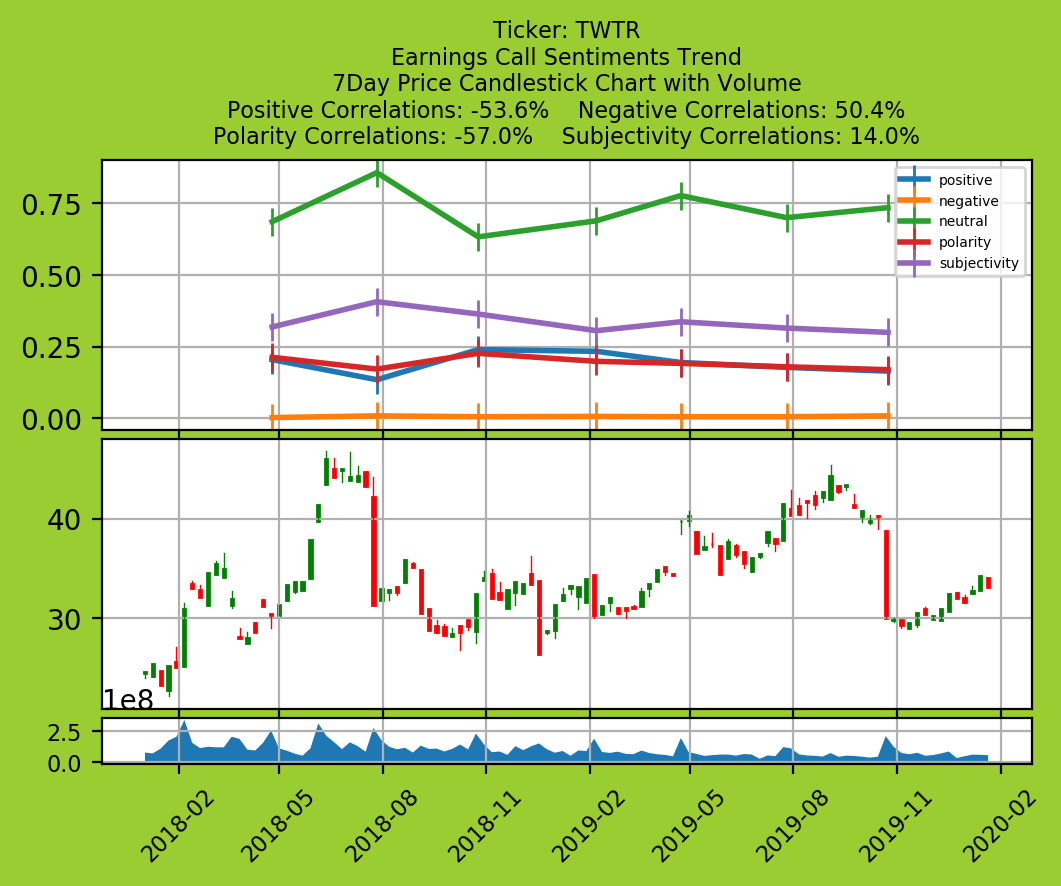 Ticker: TWTR
Earnings Call Sentiments Trend
7Day Price Candlestick Chart with Volume
Positive Correlations: -53.6% Negative Correlations: 50.4%
Polarity Correlations: -57.0% Subjectivity Correlations: 14.0%
0.75
0.50
0.25
0.00
positive
negative
neutral
polarity
subjectivity
40
30
1e8
2.5
0.0
2018-02
2018-05
2018-08
2018-11
2019-02
2019-05
2019-08
2019-11
2020-02